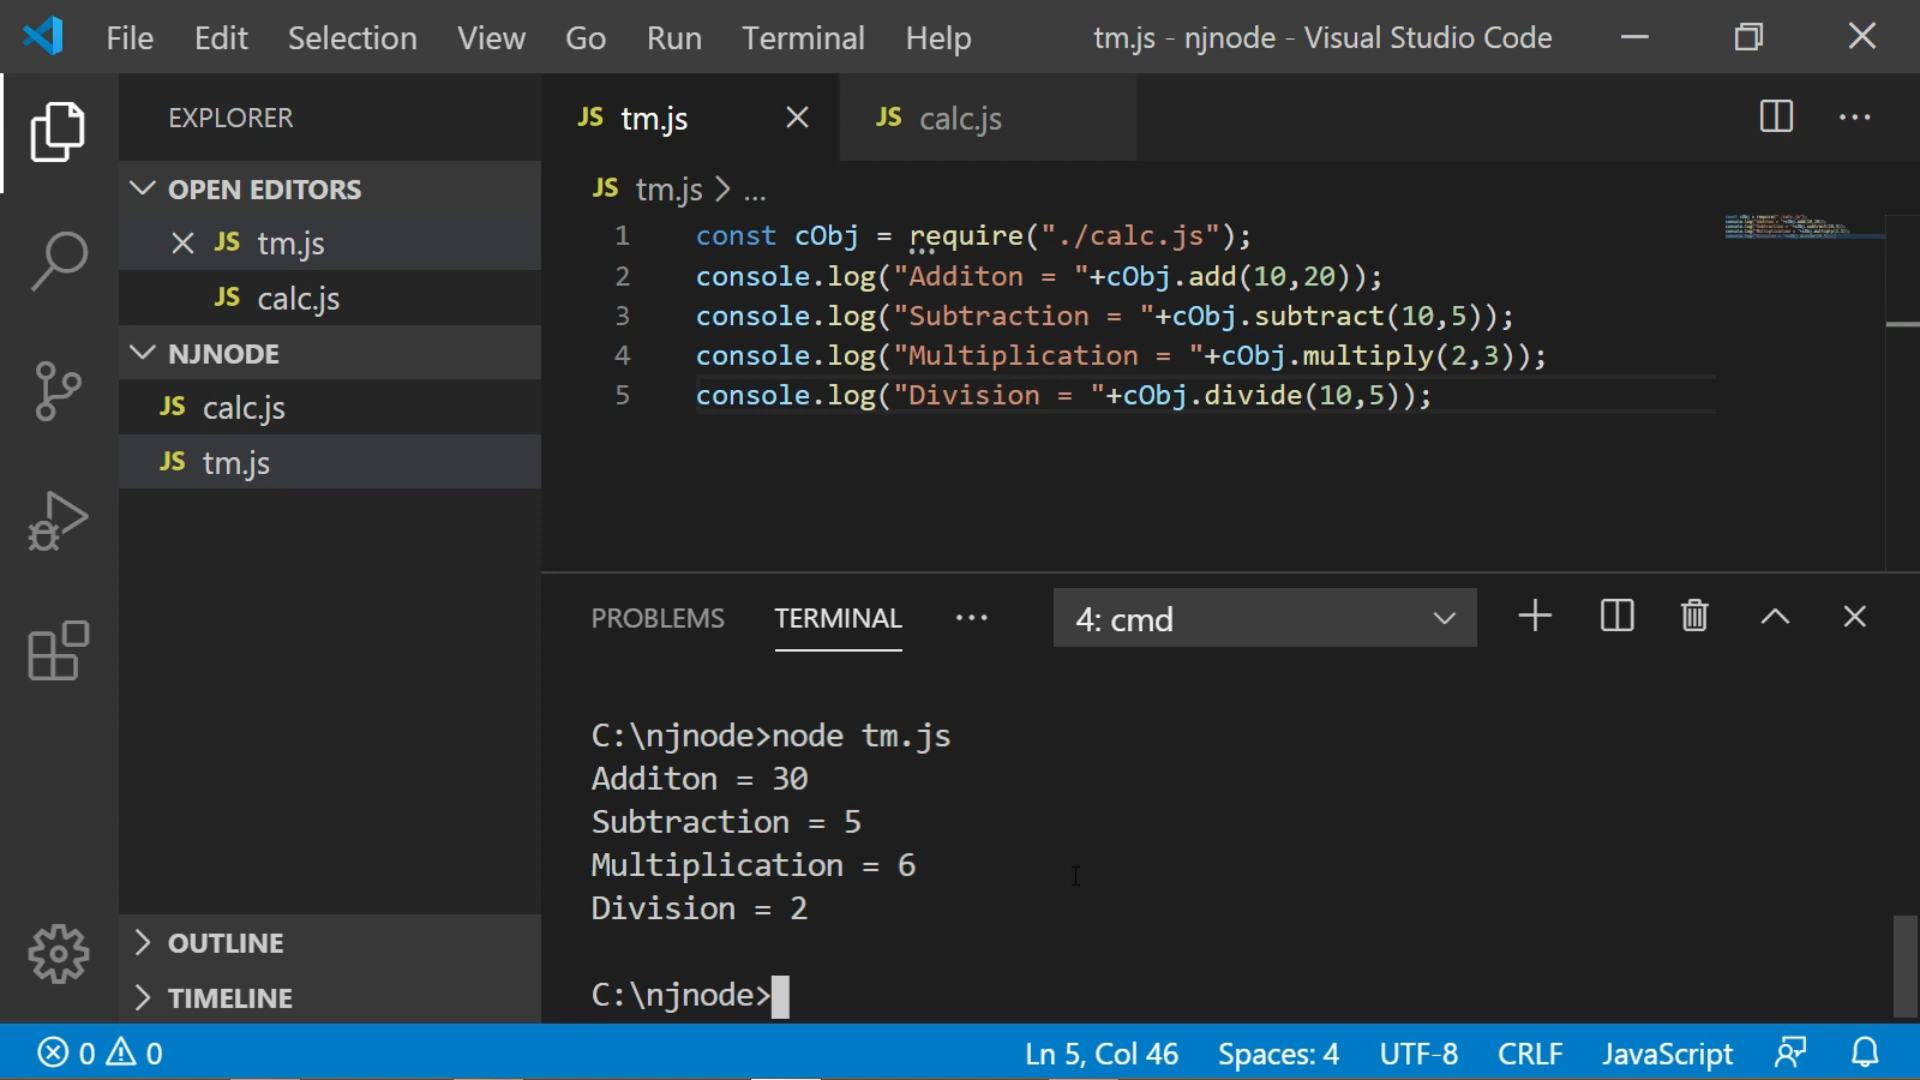 File Edit Selection View Go Run Terminal Help tm.js - njnode - Visual Studio Code
EXPLORER
OPEN EDITORS
JS tm.js
JS calc.js
NJNODE
JS calc.js
JS tm.js
OUTLINE
TIMELINE
JS tm.js JS calc.js
JS tm.js > ...
1 const cObj = require("./calc.js");
2 console.log("Additon = "+cObj.add(10,20));
3 console.log("Subtraction = "+cObj.subtract(10,5));
4 console.log("Multiplication = "+cObj.multiply(2,3));
5 console.log("Division = "+cObj.divide(10,5));
PROBLEMS TERMINAL ... 4: cmd
C:\njnode>node tm.js
Additon = 30
Subtraction = 5
Multiplication = 6
Division = 2
C:\njnode>
0 0 Ln 5, Col 46 Spaces: 4 UTF-8 CRLF JavaScript